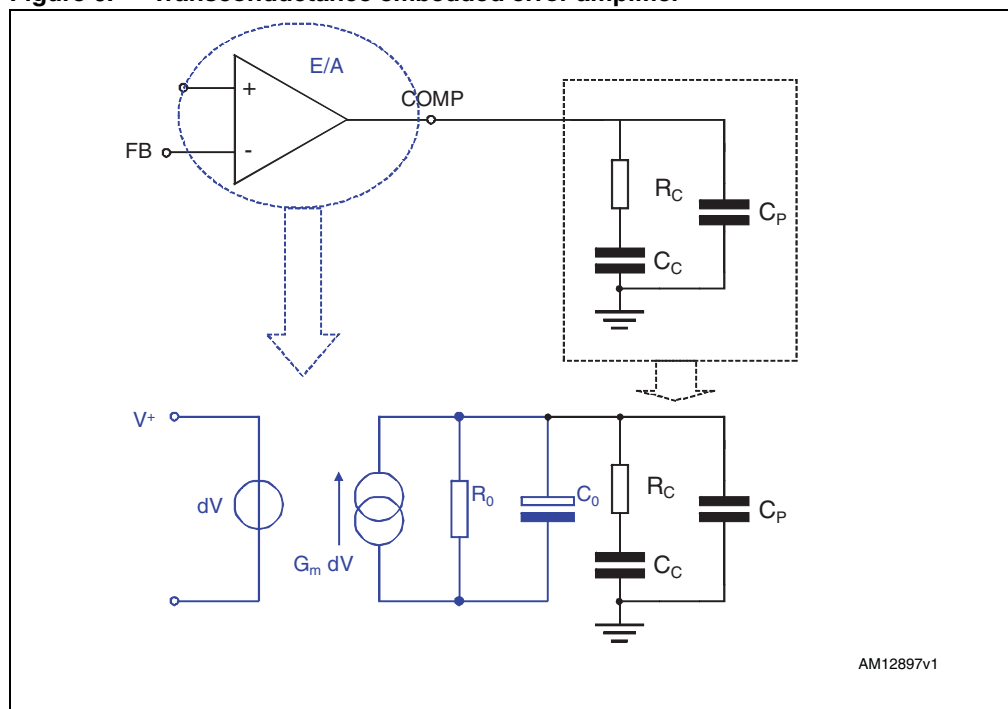 Transconductance embedded error amplifier
E/A
+
COMP
FB
-
R_C
C_P
C_C
V+
dV
G_m dV
R_0
C_0
R_C
C_P
C_C
AM12897v1